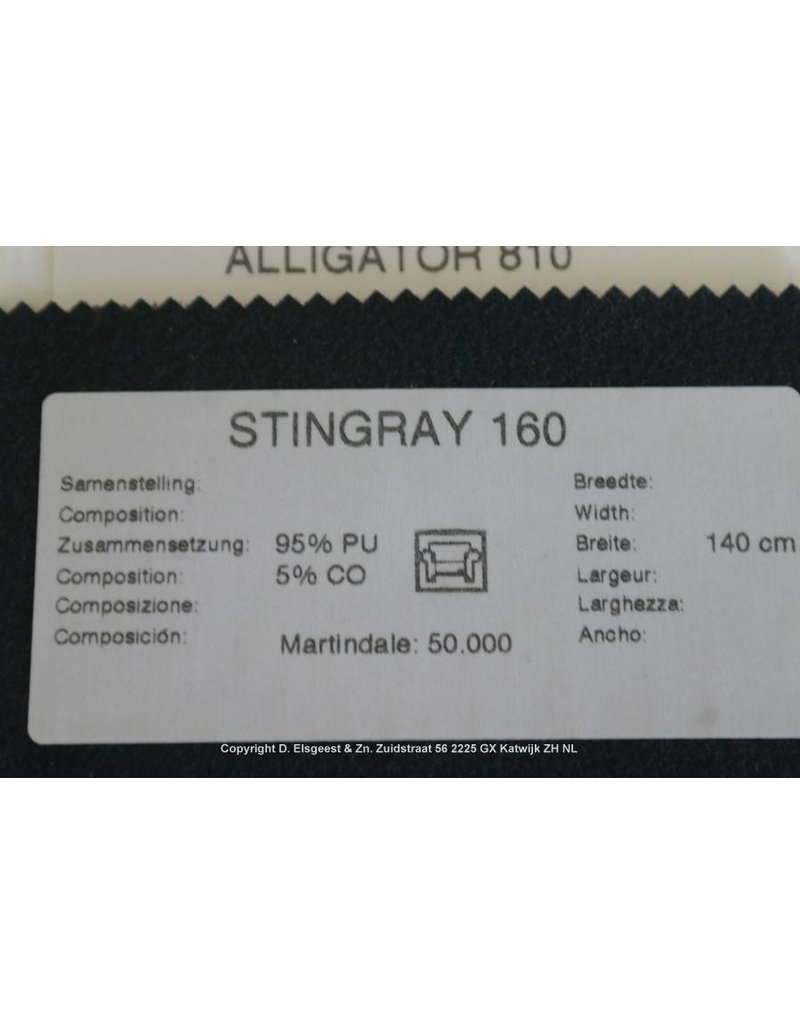 ALLIGATOR 810
STINGRAY 160
Samenstelling:
Composition:
Zusammensetzung: 95% PU
Composition: 5% CO
Composizione:
Composición:
Martindale: 50.000
Breedte:
Width:
Breite: 140 cm
Largeur:
Larghezza:
Ancho:
Copyright D. Elsgeest & Zn. Zuidstraat 56 2225 GX Katwijk ZH NL